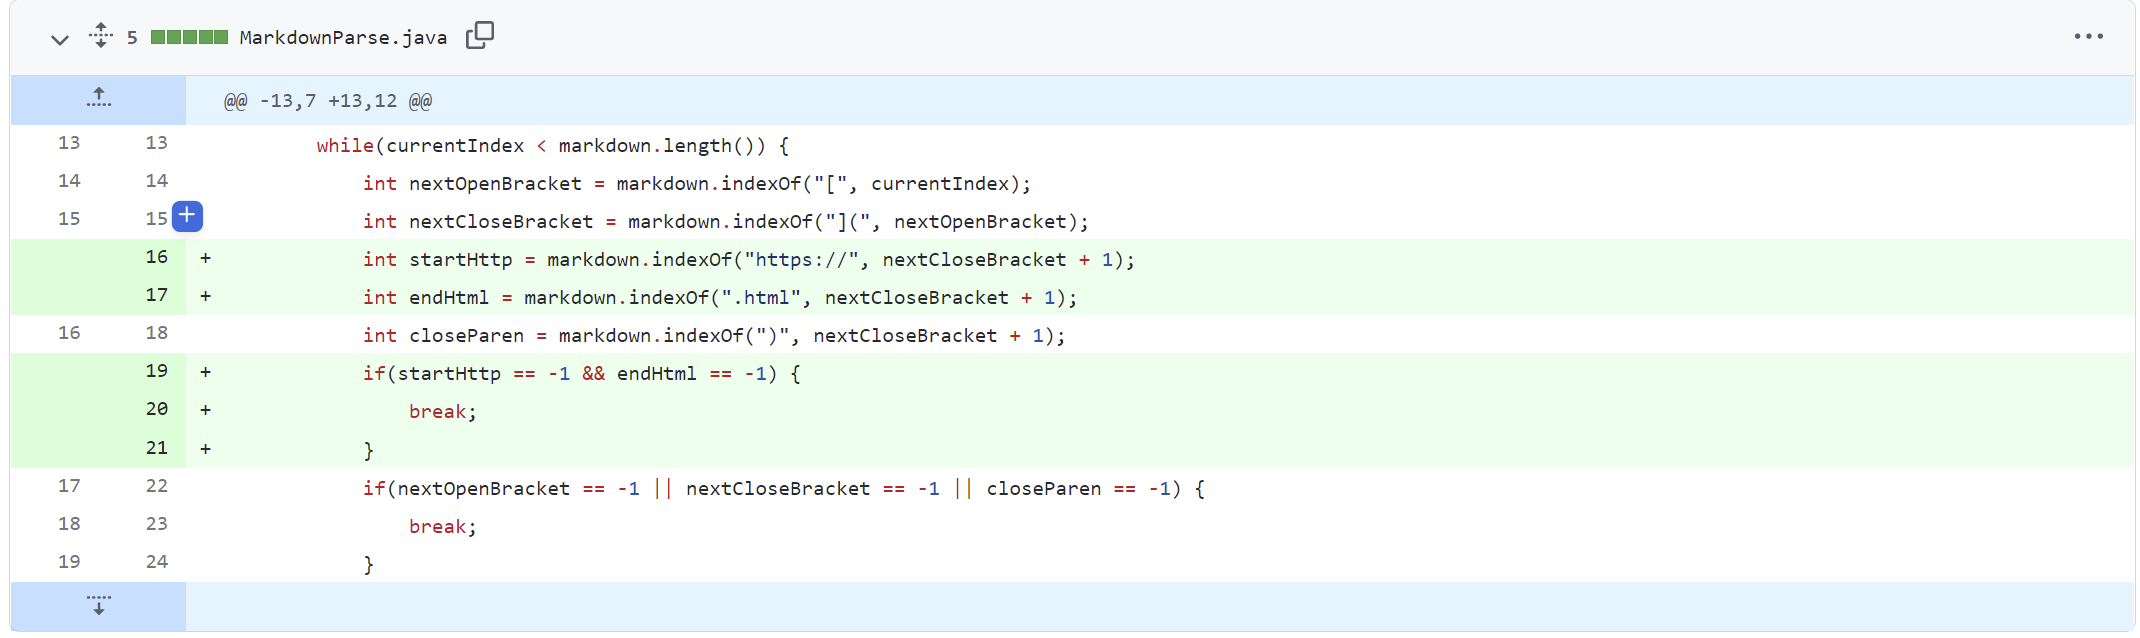 5 MarkdownParse.java
@@ -13,7 +13,12 @@
13 13 while(currentIndex < markdown.length()) {
14 14 int nextOpenBracket = markdown.indexOf("[", currentIndex);
15 15 + int nextCloseBracket = markdown.indexOf("](", nextOpenBracket);
16 + int startHttp = markdown.indexOf("https://", nextCloseBracket + 1);
17 + int endHtml = markdown.indexOf(".html", nextCloseBracket + 1);
16 18 int closeParen = markdown.indexOf(")", nextCloseBracket + 1);
19 + if(startHttp == -1 && endHtml == -1) {
20 + break;
21 + }
17 22 if(nextOpenBracket == -1 || nextCloseBracket == -1 || closeParen == -1) {
18 23 break;
19 24 }